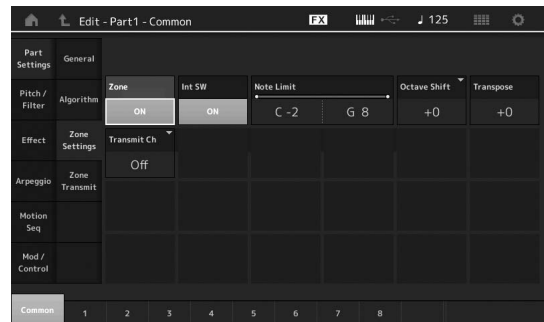 Edit - Part1 - Common FX 125
Part Settings
General
Pitch / Filter
Algorithm
Zone
ON
Int SW
ON
Note Limit
C -2 G 8
Octave Shift
+0
Transpose
+0
Effect
Zone Settings
Transmit Ch
Off
Arpeggio
Zone Transmit
Motion Seq
Mod / Control
Common 1 2 3 4 5 6 7 8